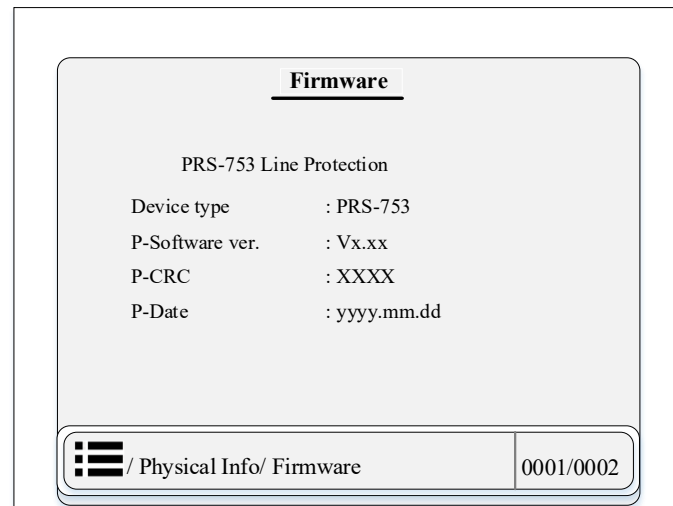 Firmware
PRS-753 Line Protection
Device type : PRS-753
P-Software ver. : Vx.xx
P-CRC : XXXX
P-Date : yyyy.mm.dd
/ Physical Info/ Firmware 0001/0002